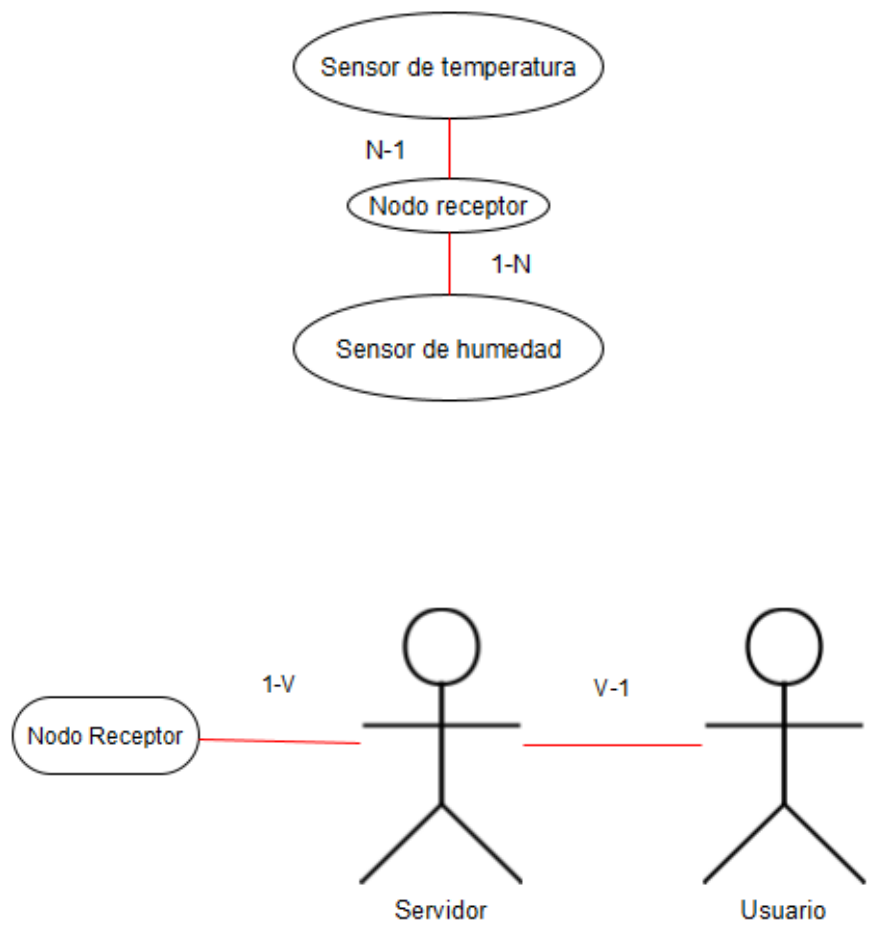 Sensor de temperatura
N-1
Nodo receptor
1-N
Sensor de humedad
1-V
V-1
Nodo Receptor
Servidor
Usuario